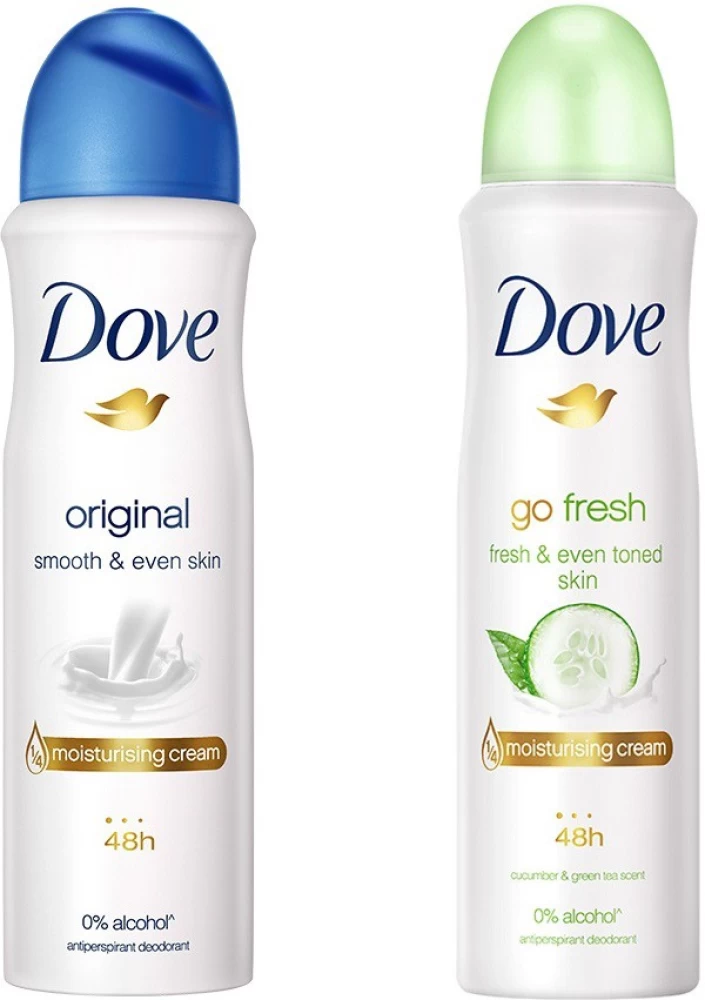 Dove
original
smooth & even skin
1/4 moisturising cream
48h
0% alcohol^
antiperspirant deodorant
Dove
go fresh
fresh & even toned
skin
1/4 moisturising cream
48h
cucumber & green tea scent
0% alcohol^
antiperspirant deodorant